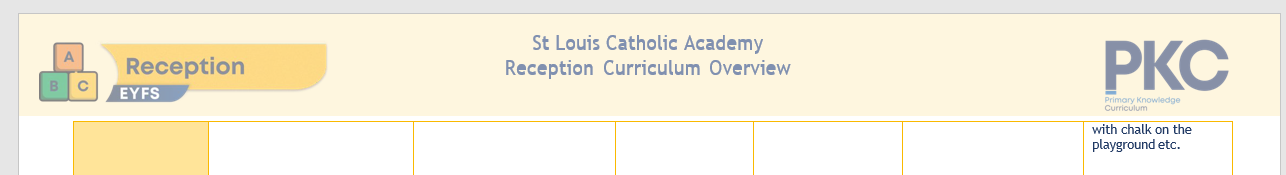 St Louis Catholic Academy
Reception Curriculum Overview
A
B
C
Reception
EYFS
PKC
Primary Knowledge
Curriculum
with chalk on the
playground etc.